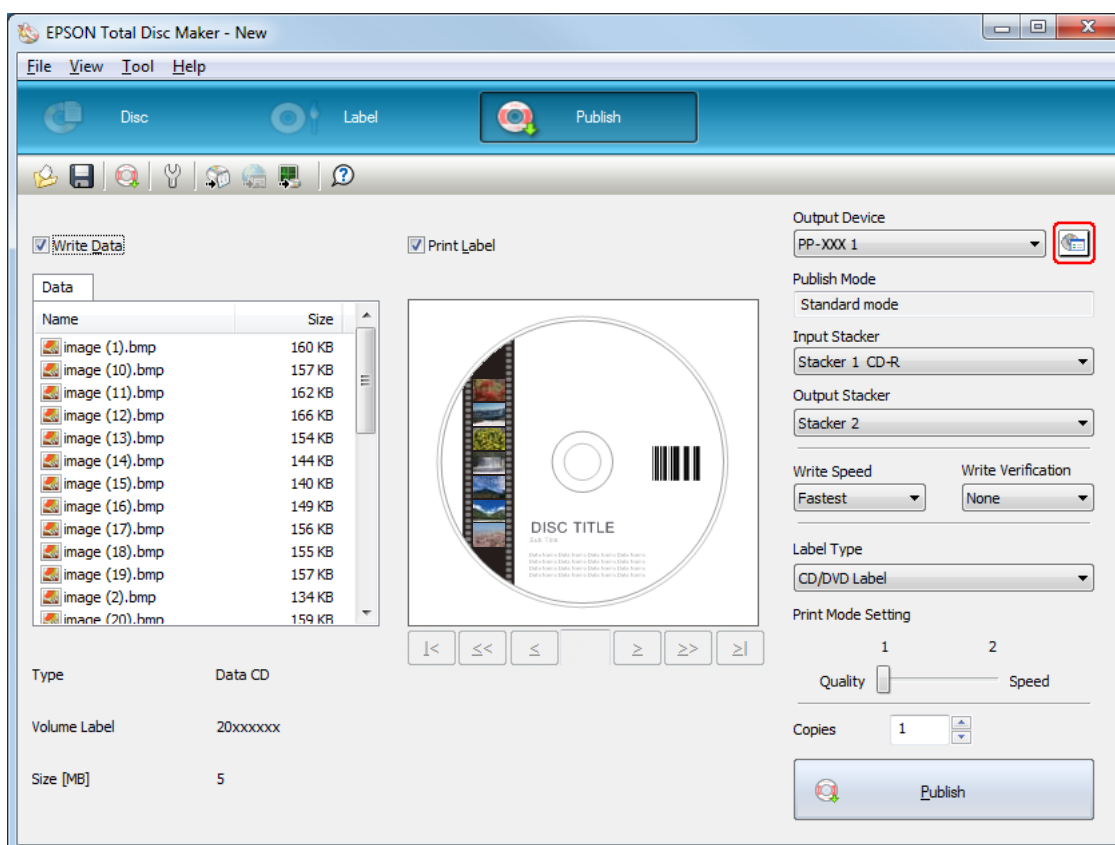 EPSON Total Disc Maker - New
File View Tool Help
Disc Label Publish
Write Data
Data
Name Size
image (1).bmp 160 KB
image (10).bmp 157 KB
image (11).bmp 162 KB
image (12).bmp 166 KB
image (13).bmp 154 KB
image (14).bmp 144 KB
image (15).bmp 140 KB
image (16).bmp 149 KB
image (17).bmp 156 KB
image (18).bmp 155 KB
image (19).bmp 157 KB
image (2).bmp 134 KB
image (20).bmp 159 KB
Type Data CD
Volume Label 20xxxxxx
Size [MB] 5
Print Label
DISC TITLE
Sub Title
|< << < > >> >|
Output Device
PP-XXX 1
Publish Mode
Standard mode
Input Stacker
Stacker 1 CD-R
Output Stacker
Stacker 2
Write Speed Write Verification
Fastest None
Label Type
CD/DVD Label
Print Mode Setting
1 2
Quality Speed
Copies 1
Publish